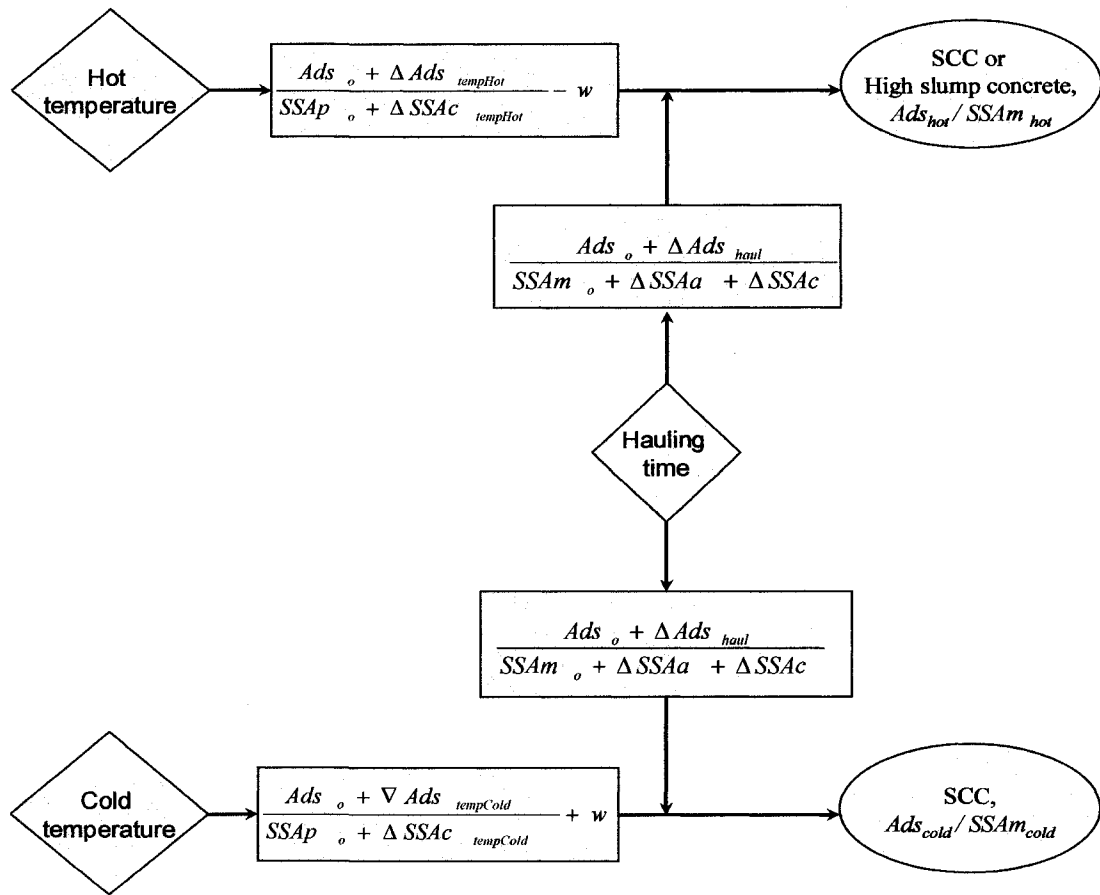 Hot
temperature
Ads o + Δ Ads tempHot
SSAp o + Δ SSAc tempHot
− w
SCC or
High slump concrete,
Ads hot / SSAm hot
Ads o + Δ Ads haul
SSAm o + Δ SSAa + Δ SSAc
Hauling
time
Ads o + Δ Ads haul
SSAm o + Δ SSAa + Δ SSAc
Cold
temperature
Ads o + ∇ Ads tempCold
SSAp o + Δ SSAc tempCold
+ w
SCC,
Ads cold / SSAm cold